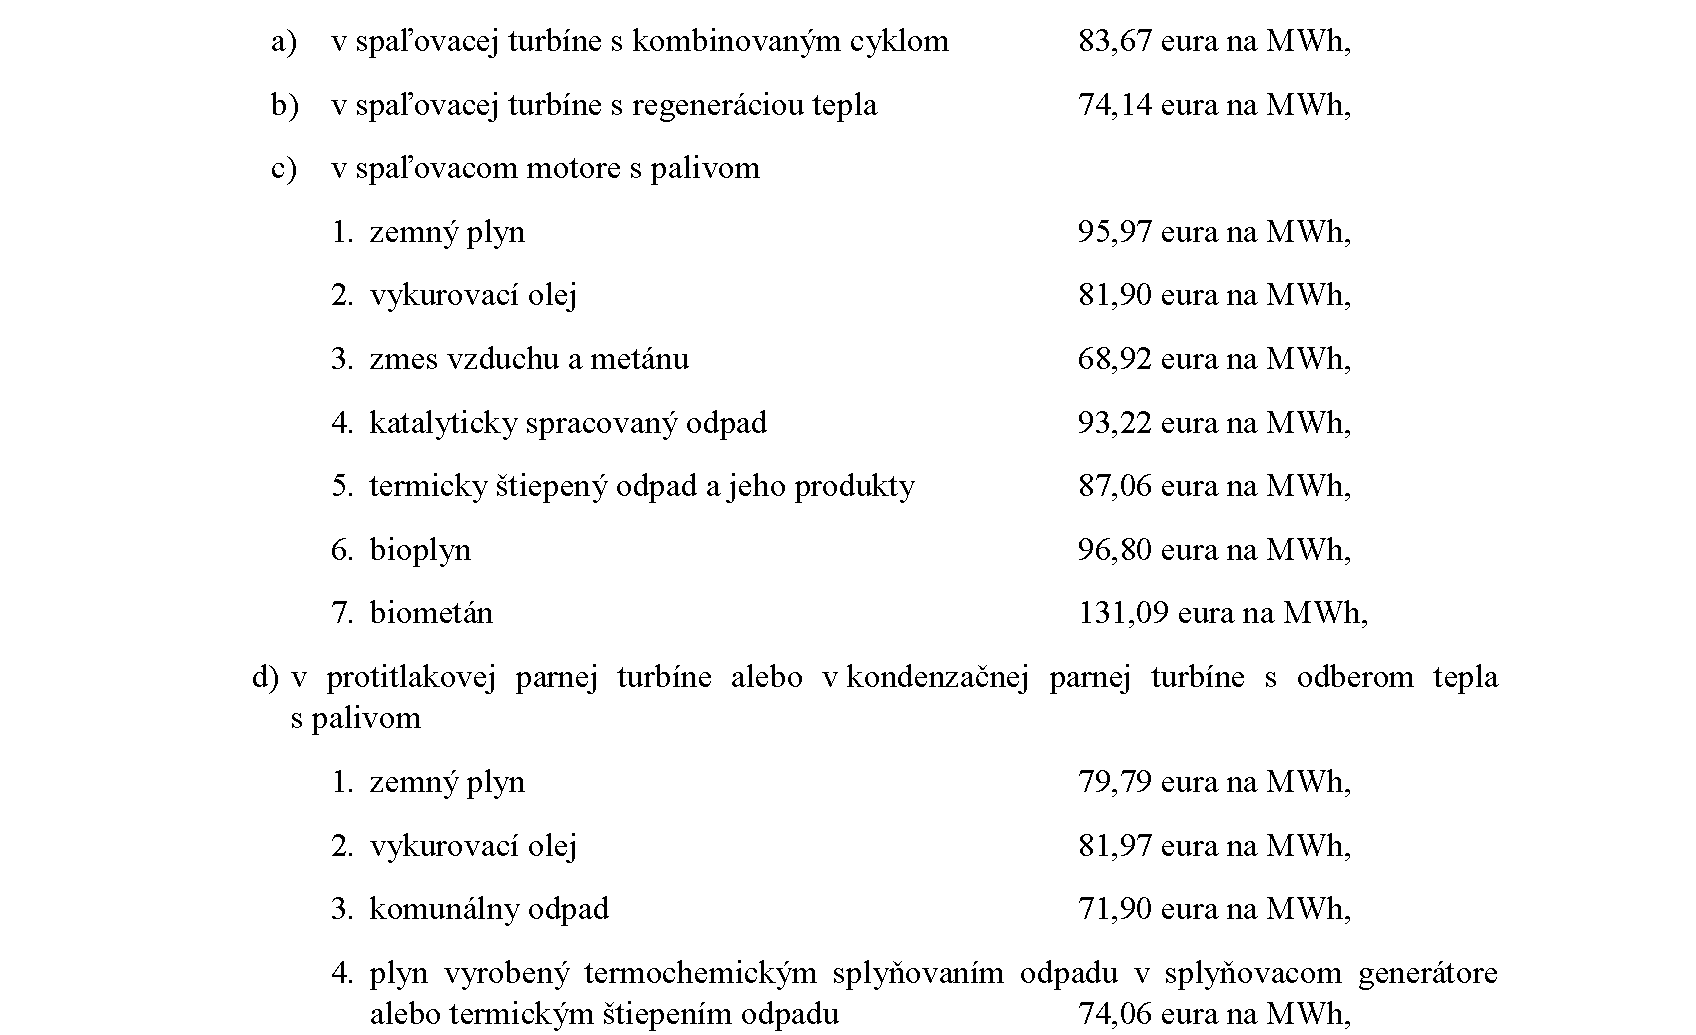 a) v spaľovacej turbíne s kombinovaným cyklom 83,67 eura na MWh,
b) v spaľovacej turbíne s regeneráciou tepla 74,14 eura na MWh,
c) v spaľovacom motore s palivom
1. zemný plyn 95,97 eura na MWh,
2. vykurovací olej 81,90 eura na MWh,
3. zmes vzduchu a metánu 68,92 eura na MWh,
4. katalyticky spracovaný odpad 93,22 eura na MWh,
5. termicky štiepený odpad a jeho produkty 87,06 eura na MWh,
6. bioplyn 96,80 eura na MWh,
7. biometán 131,09 eura na MWh,
d) v protitlakovej parnej turbíne alebo v kondenzačnej parnej turbíne s odberom tepla
s palivom
1. zemný plyn 79,79 eura na MWh,
2. vykurovací olej 81,97 eura na MWh,
3. komunálny odpad 71,90 eura na MWh,
4. plyn vyrobený termochemickým splyňovaním odpadu v splyňovacom generátore
alebo termickým štiepením odpadu 74,06 eura na MWh,